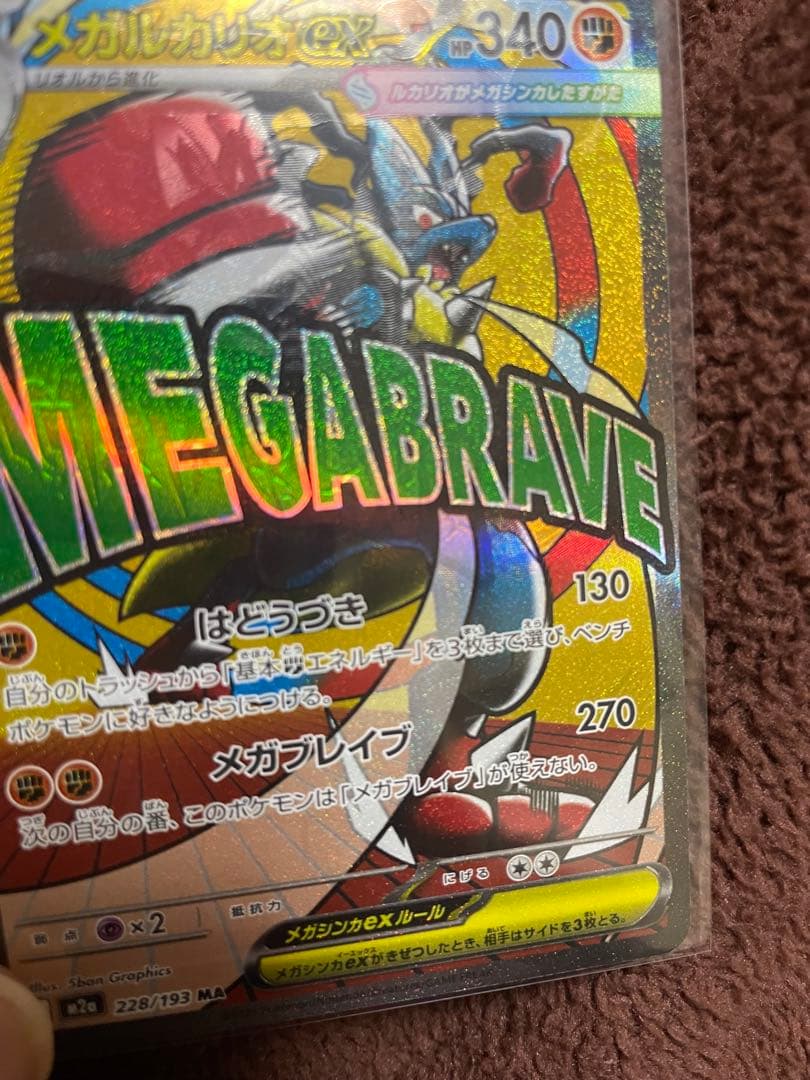 メガルカリオex
HP 340
リオルから進化
ルカリオがメガシンカしたすがた
MEGABRAVE
はどうづき 130
自分のトラッシュから「基本エネルギー」を3枚まで選び、ベンチ
ポケモンに好きなようにつける。
メガブレイブ 270
次の自分の番、このポケモンは「メガブレイブ」が使えない。
にげる
弱点 ×2 抵抗力
メガシンカexルール
メガシンカexがきぜつしたとき、相手はサイドを3枚とる。
Illus. 5ban Graphics
m2a 228/193 MA